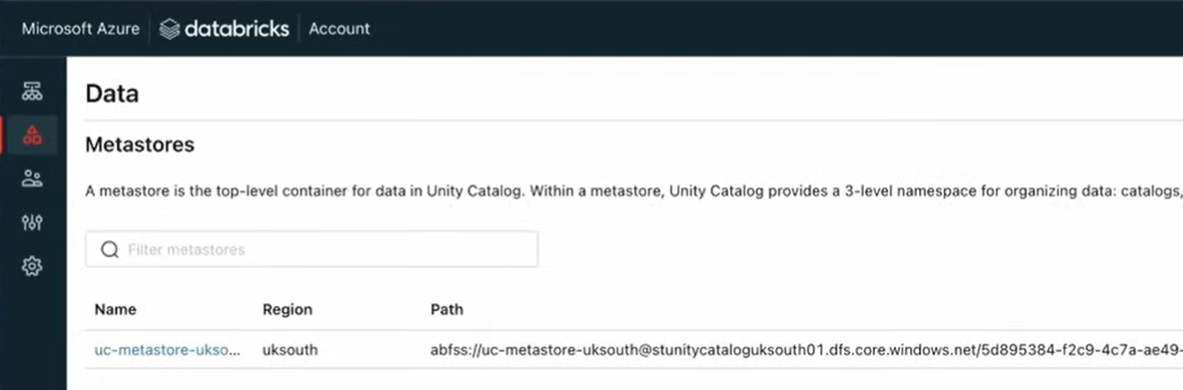 Microsoft Azure databricks Account
Data
Metastores
A metastore is the top-level container for data in Unity Catalog. Within a metastore, Unity Catalog provides a 3-level namespace for organizing data: catalogs,
Filter metastores
Name Region Path
uc-metastore-ukso... uksouth abfss://uc-metastore-uksouth@stunitycataloguksouth01.dfs.core.windows.net/5d895384-f2c9-4c7a-ae49-